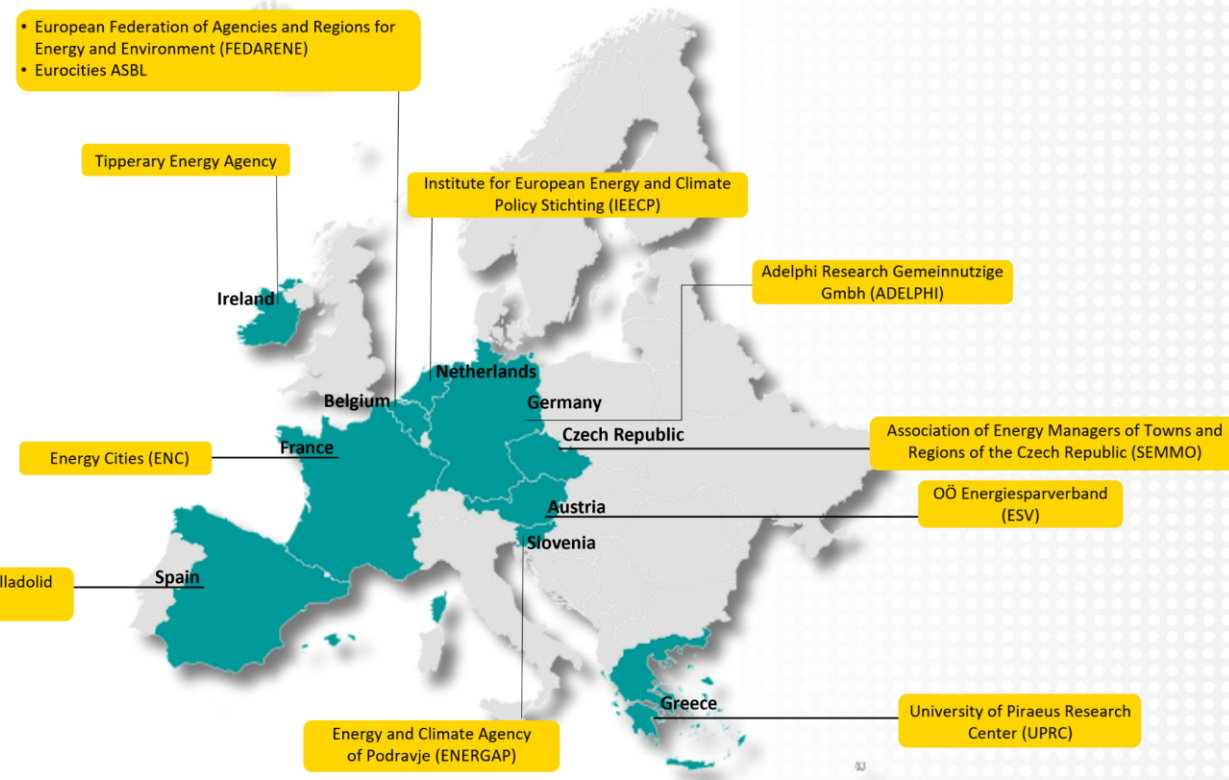 • European Federation of Agencies and Regions for
Energy and Environment (FEDARENE)
• Eurocities ASBL
Tipperary Energy Agency
Institute for European Energy and Climate
Policy Stichting (IEECP)
Adelphi Research Gemeinnutzige
Gmbh (ADELPHI)
Ireland
Netherlands
Belgium
Germany
Czech Republic
Association of Energy Managers of Towns and
Regions of the Czech Republic (SEMMO)
France
Energy Cities (ENC)
OÖ Energiesparverband
(ESV)
Austria
Slovenia
Spain
Greece
University of Piraeus Research
Center (UPRC)
Energy and Climate Agency
of Podravje (ENERGAP)